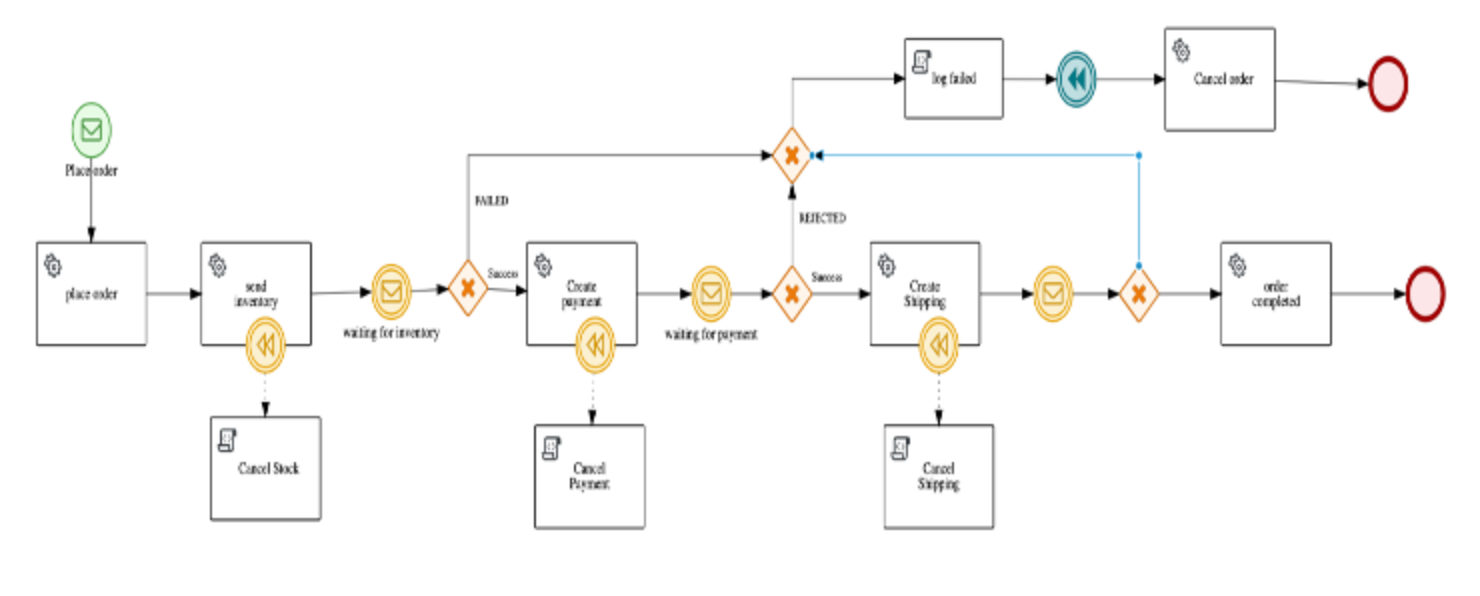 log failed
Cancel order
Place order
FAILED
REJECTED
place order
send
inventory
waiting for inventory
Success
Create
payment
waiting for payment
Success
Create
Shipping
order
completed
Cancel Stock
Cancel
Payment
Cancel
Shipping